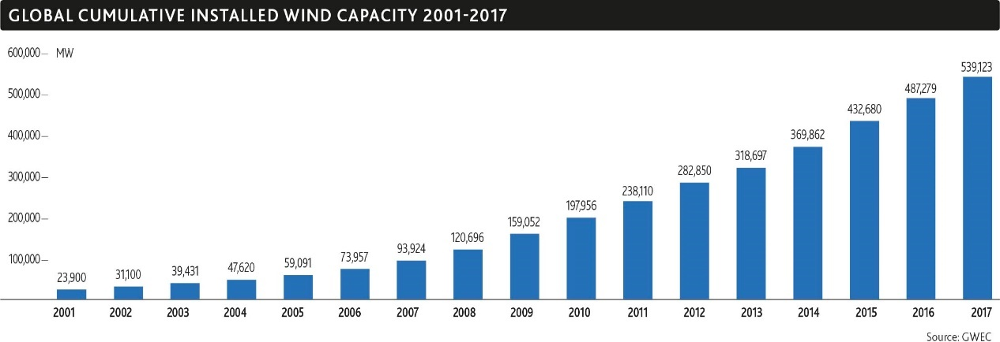 GLOBAL CUMULATIVE INSTALLED WIND CAPACITY 2001-2017
600,000 MW
500,000
400,000
300,000
200,000
100,000
23,900 31,100 39,431 47,620 59,091 73,957 93,924 120,696 159,052 197,956 238,110 282,850 318,697 369,862 432,680 487,279 539,123
2001 2002 2003 2004 2005 2006 2007 2008 2009 2010 2011 2012 2013 2014 2015 2016 2017
Source: GWEC